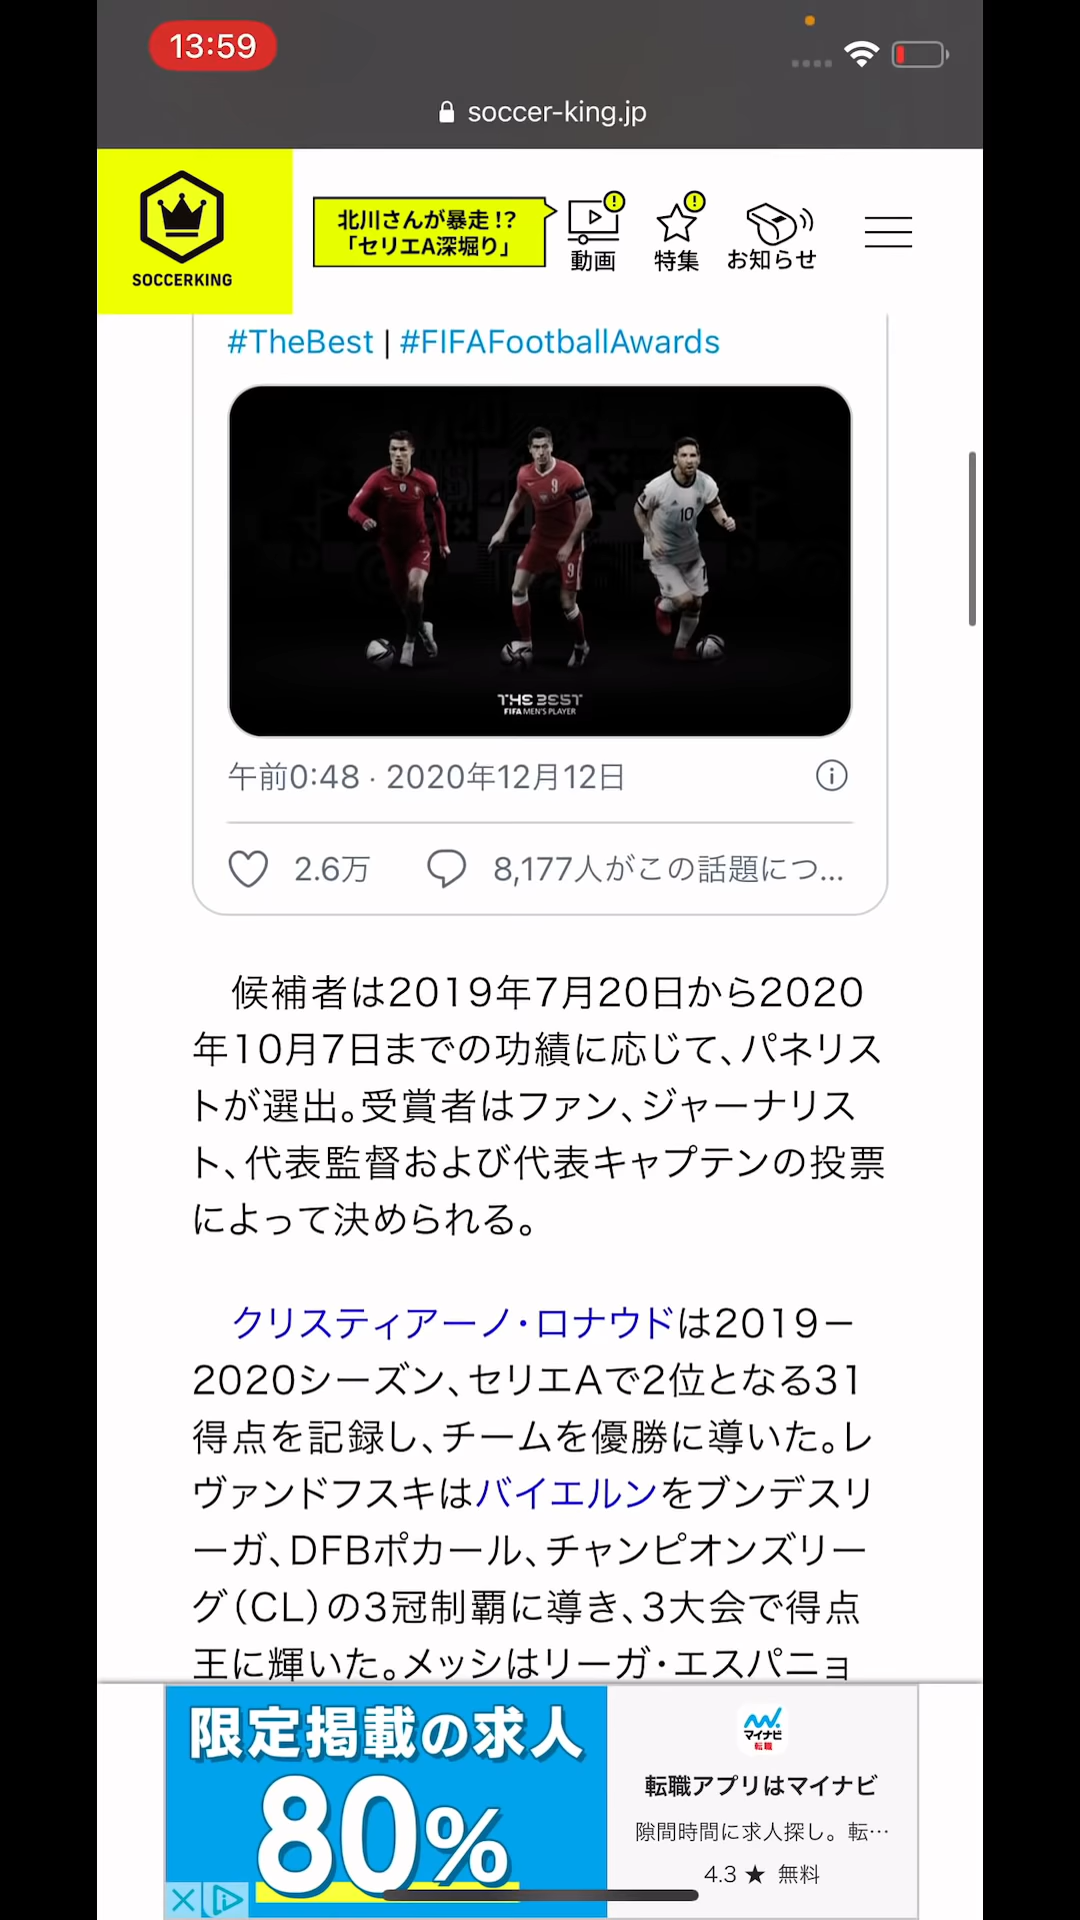 13:59
soccer-king.jp
SOCCERKING
北川さんが暴走!?
「セリエA深堀り」
動画
特集
お知らせ
#TheBest | #FIFAFootballAwards
7
9
9
10
THE BEST
FIFA MEN'S PLAYER
午前0:48 · 2020年12月12日
2.6万
8,177人がこの話題につ...
候補者は2019年7月20日から2020
年10月7日までの功績に応じて、パネリス
トが選出。受賞者はファン、ジャーナリス
ト、代表監督および代表キャプテンの投票
によって決められる。
クリスティアーノ・ロナウドは2019－
2020シーズン、セリエAで2位となる31
得点を記録し、チームを優勝に導いた。レ
ヴァンドフスキはバイエルンをブンデスリ
ーガ、DFBポカール、チャンピオンズリー
グ（CL）の3冠制覇に導き、3大会で得点
王に輝いた。メッシはリーガ・エスパニョ
限定掲載の求人
80%
マイナビ
転職
転職アプリはマイナビ
隙間時間に求人探し。転…
4.3 ★ 無料